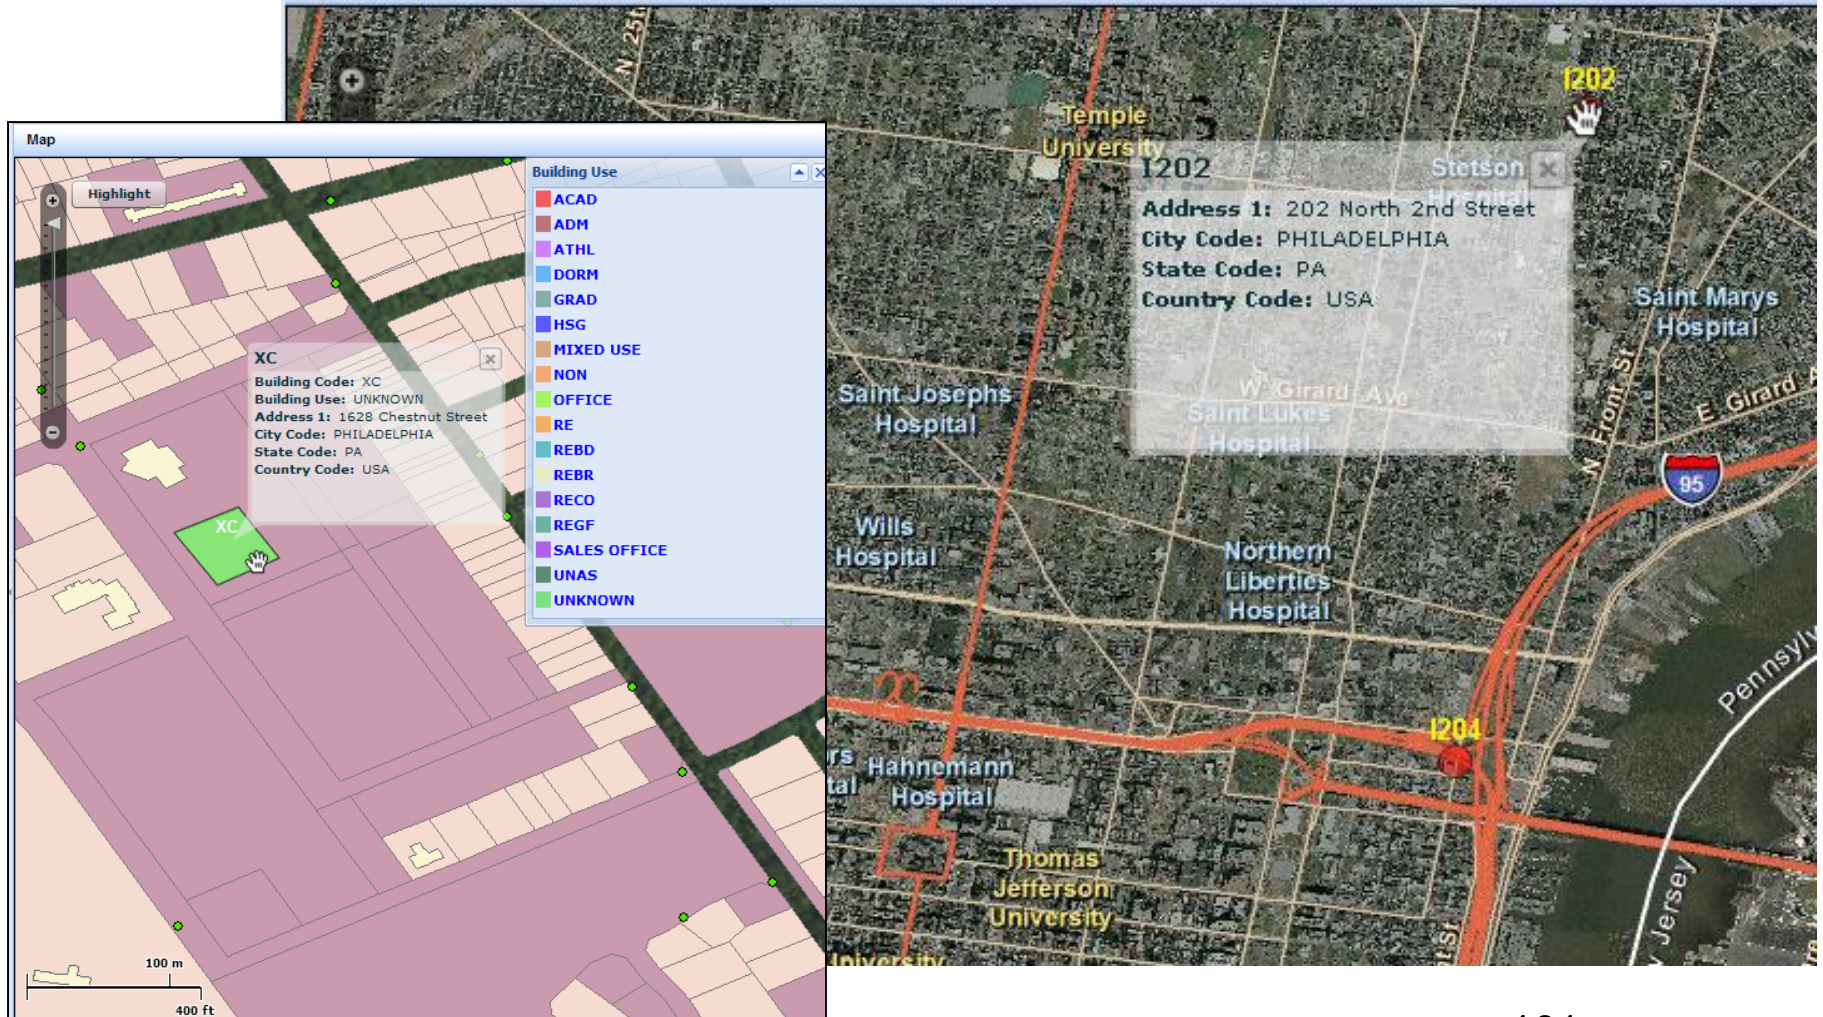 Map
Highlight
Building Use
ACAD
ADM
ATHL
DORM
GRAD
HSG
MIXED USE
NON
OFFICE
RE
REBD
REBR
RECO
REGF
SALES OFFICE
UNAS
UNKNOWN
XC
Building Code: XC
Building Use: UNKNOWN
Address 1: 1628 Chestnut Street
City Code: PHILADELPHIA
State Code: PA
Country Code: USA
XC
100 m
400 ft
N 25th
Temple
University
I202
I202
Stetson
Hospital
Address 1: 202 North 2nd Street
City Code: PHILADELPHIA
State Code: PA
Country Code: USA
Saint Marys
Hospital
W Girard Ave
E Girard A
N Front St
Saint Josephs
Hospital
Saint Lukes
Hospital
95
Wills
Hospital
Northern
Liberties
Hospital
I204
Hahnemann
Hospital
Thomas
Jefferson
University
University
Pennsylv
Jersey